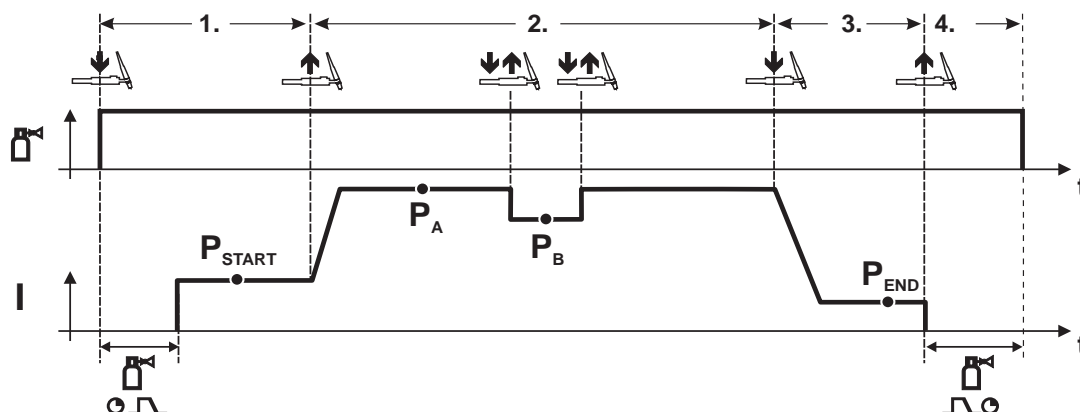 1. 2. 3. 4.
t
P_A
P_B
P_START
P_END
I
t